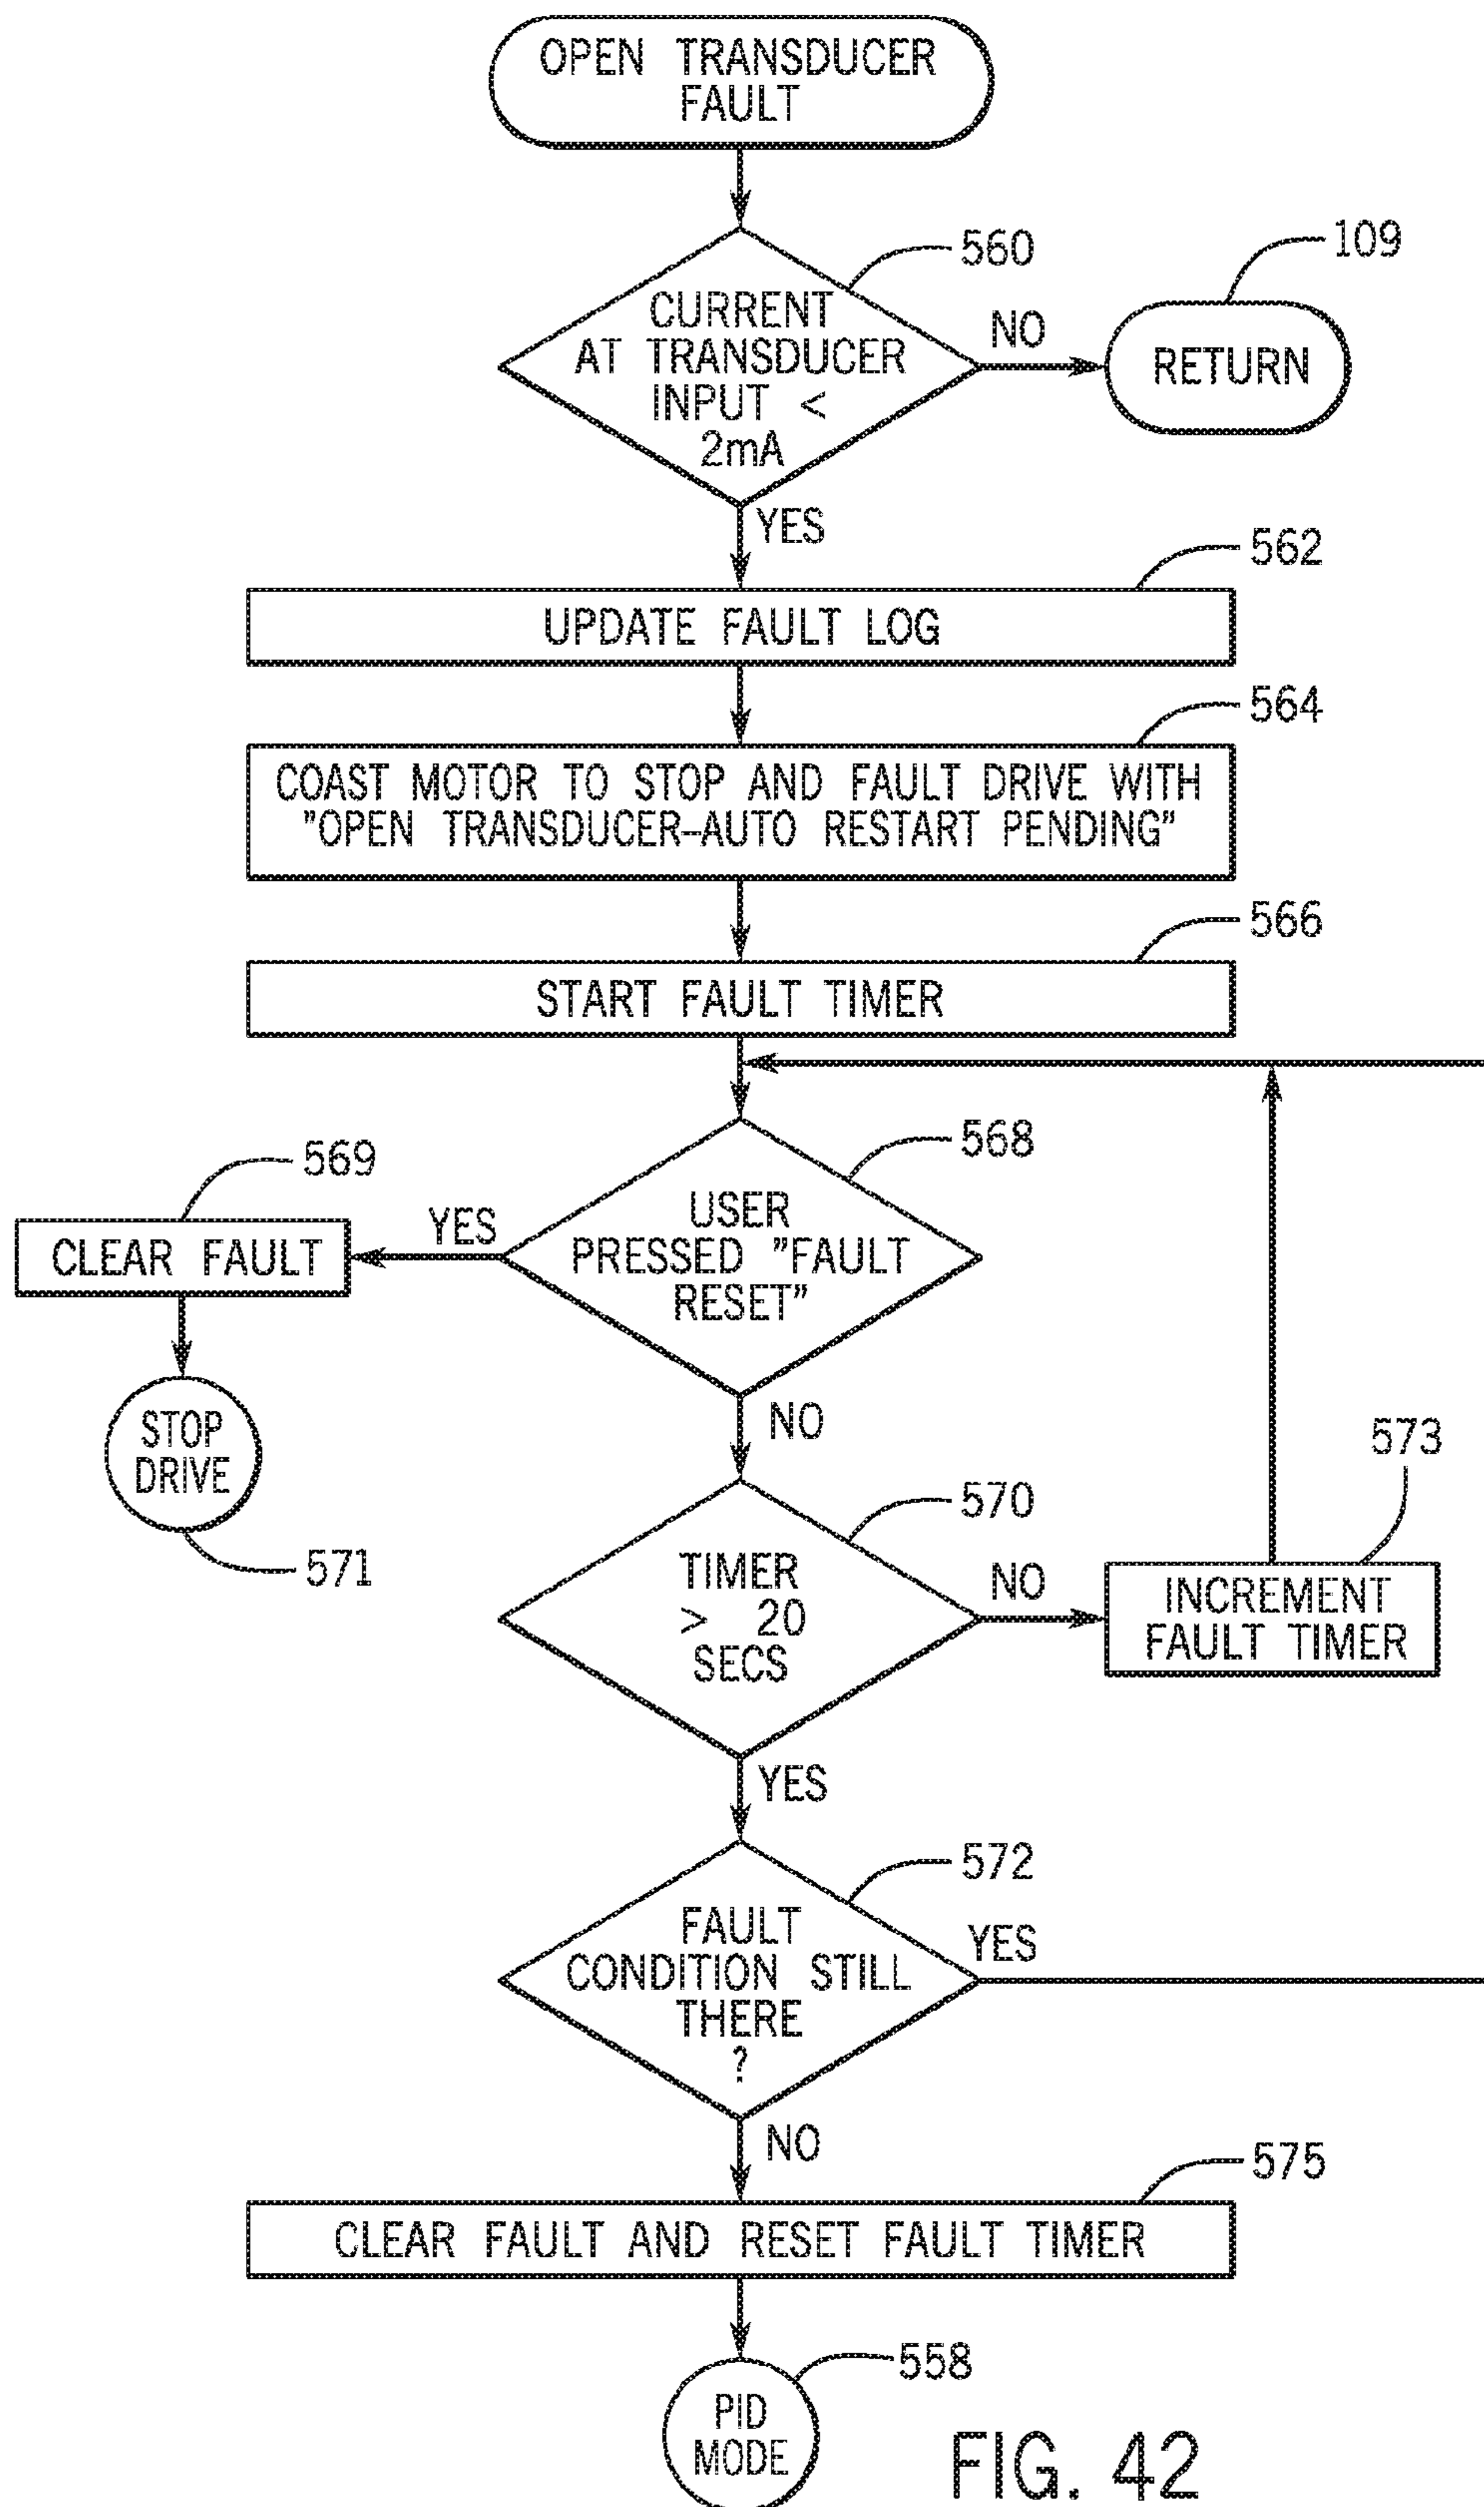 OPEN TRANSDUCER
FAULT
560
109
CURRENT
AT TRANSDUCER
INPUT <
2mA
NO
RETURN
YES
562
UPDATE FAULT LOG
564
COAST MOTOR TO STOP AND FAULT DRIVE WITH
"OPEN TRANSDUCER–AUTO RESTART PENDING"
566
START FAULT TIMER
568
569
USER
PRESSED "FAULT
RESET"
YES
CLEAR FAULT
STOP
DRIVE
571
NO
573
570
TIMER
> 20
SECS
NO
INCREMENT
FAULT TIMER
YES
572
FAULT
CONDITION STILL
THERE
?
YES
NO
575
CLEAR FAULT AND RESET FAULT TIMER
558
PID
MODE
FIG. 42